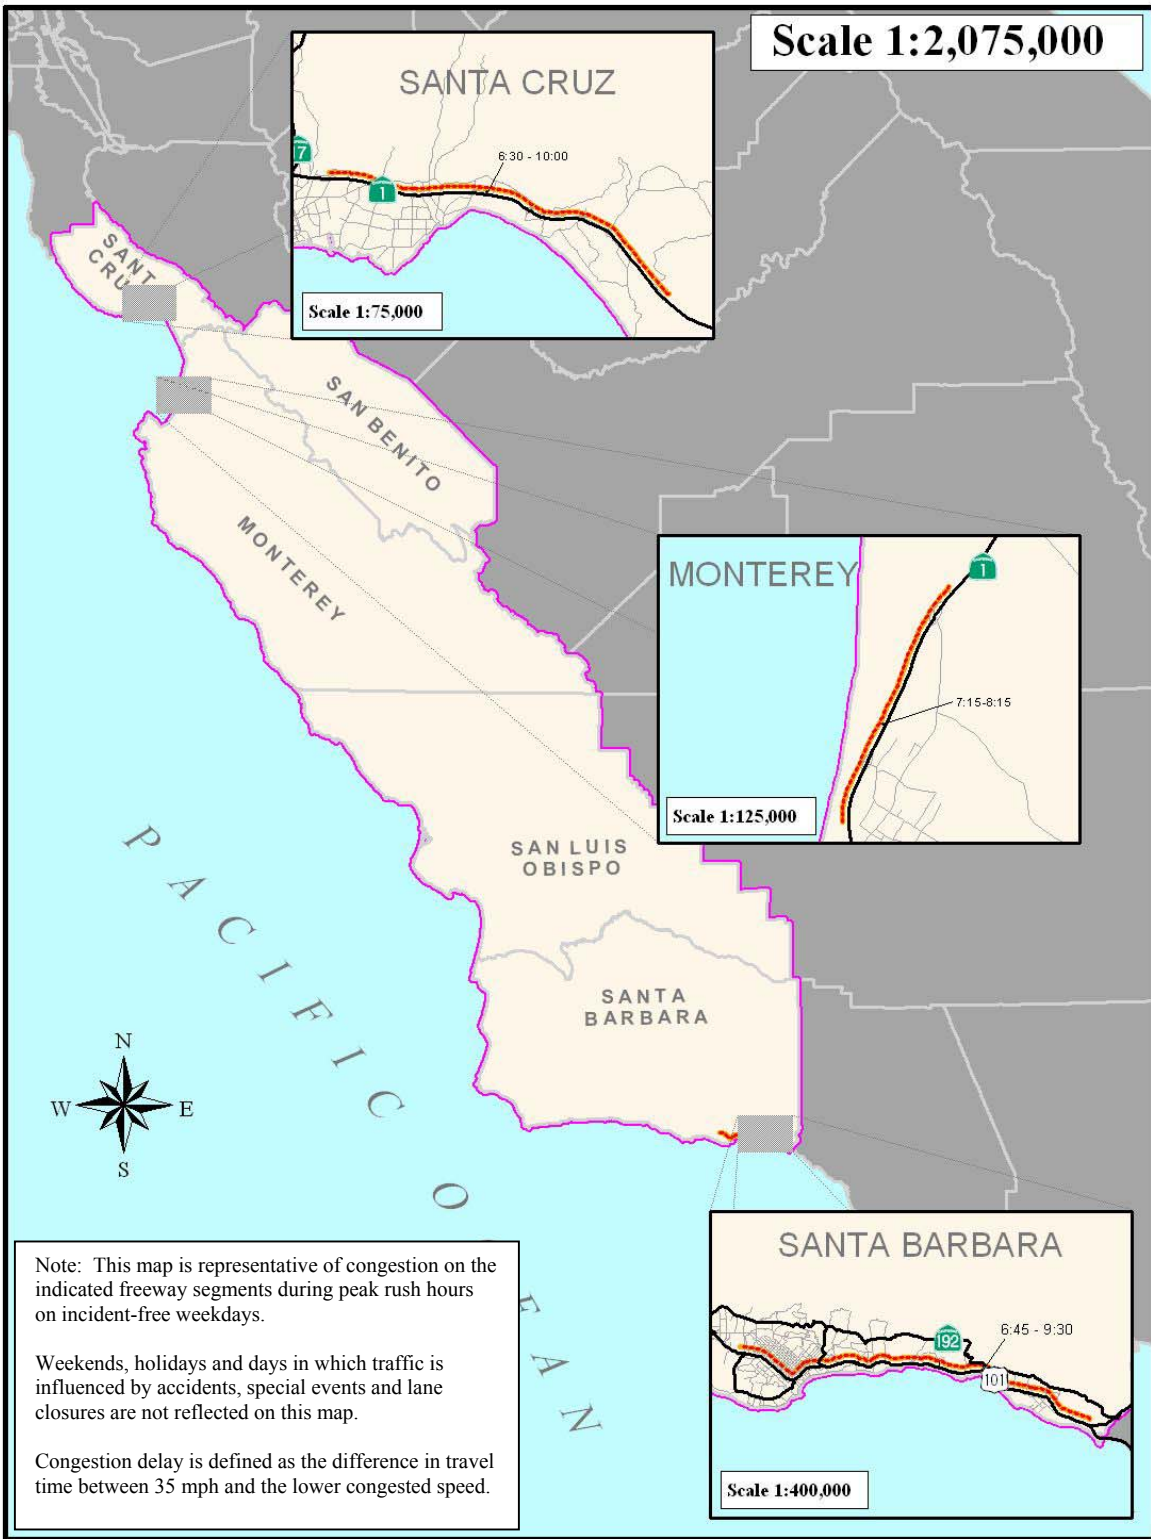 Scale 1:2,075,000
SANTA CRUZ
17
1
6:30 - 10:00
Scale 1:75,000
SANT
CRU
SAN BENITO
MONTEREY
MONTEREY
1
7:15-8:15
Scale 1:125,000
SAN LUIS
OBISPO
SANTA
BARBARA
PACIFIC
N
W E
S
SANTA BARBARA
192
6:45 - 9:30
101
Scale 1:400,000
Note: This map is representative of congestion on the
indicated freeway segments during peak rush hours
on incident-free weekdays.
Weekends, holidays and days in which traffic is
influenced by accidents, special events and lane
closures are not reflected on this map.
Congestion delay is defined as the difference in travel
time between 35 mph and the lower congested speed.